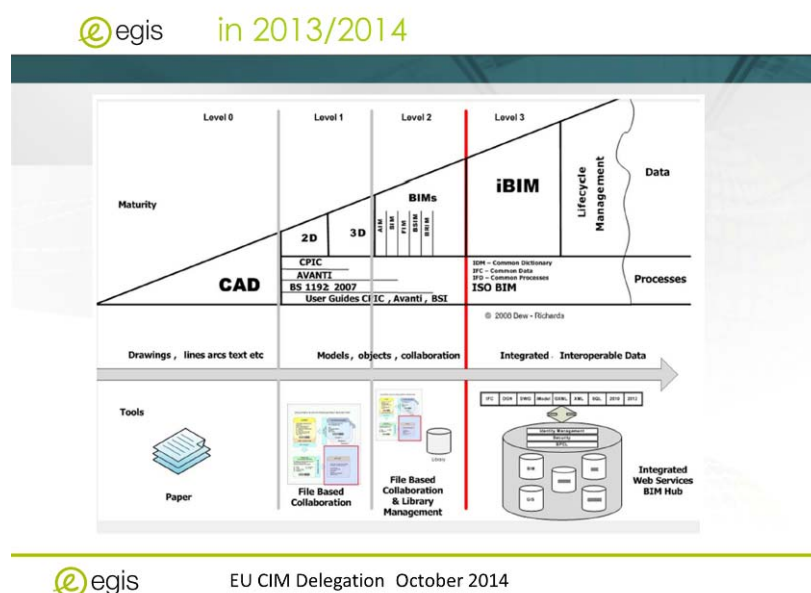 egis in 2013/2014
Level 0 Level 1 Level 2 Level 3
Data
iBIM
Lifecycle
Management
BIMs
Maturity
AIM
SIM
FIM
BSIM
BRIM
2D 3D
CAD
CPIC
AVANTI
BS 1192: 2007
User Guides CPIC , Avanti , BSI
IDM – Common Dictionary
IFC – Common Data
IFD – Common Processes
ISO BIM
Processes
© 2008 Dew - Richards
Drawings , lines arcs text etc
Models , objects , collaboration
Integrated , Interoperable Data
Tools
Paper
File Based
Collaboration
Library
File Based
Collaboration
& Library
Management
IFC DWG
Identity Management
Security
BIM
GIS
Integrated
Web Services
BIM Hub
egis EU CIM Delegation October 2014